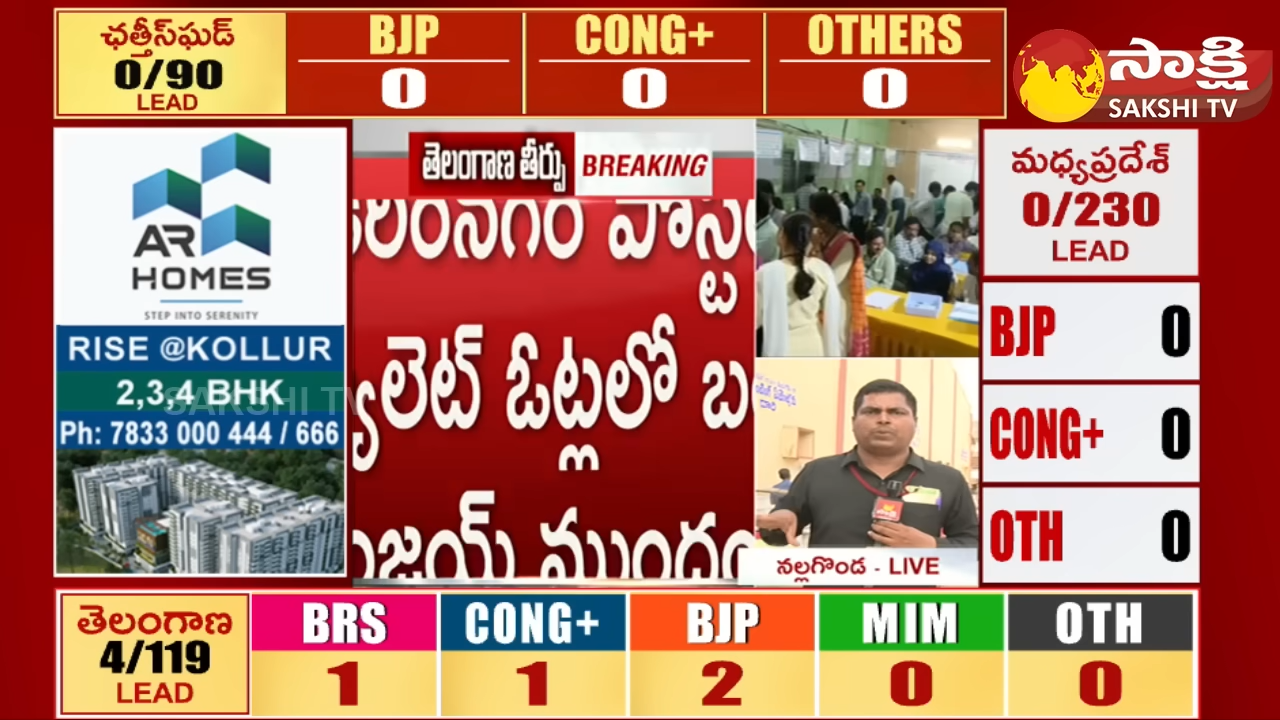 ఛత్తీస్‌ఘడ్
0/90
LEAD
BJP
0
CONG+
0
OTHERS
0
సాక్షి
SAKSHI TV
AR
HOMES
STEP INTO SERENITY
RISE @KOLLUR
2,3,4 BHK
Ph: 7833 000 444 / 666
SAKSHI TV
తెలంగాణ తీర్పు
BREAKING
ఓట్లలో
నల్లగొండ - LIVE
మధ్యప్రదేశ్
0/230
LEAD
BJP 0
CONG+ 0
OTH 0
తెలంగాణ
4/119
LEAD
BRS
1
CONG+
1
BJP
2
MIM
0
OTH
0